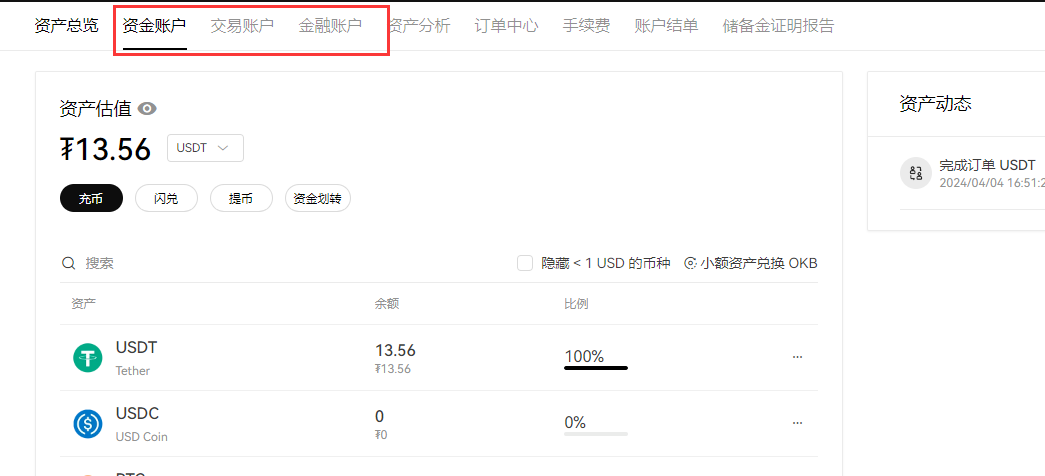 资产总览 资金账户 交易账户 金融账户 资产分析 订单中心 手续费 账户结单 储备金证明报告
资产估值
₮13.56 USDT
充币 闪兑 提币 资金划转
搜索 隐藏 < 1 USD 的币种 小额资产兑换 OKB
资产 余额 比例
USDT 13.56 100% ...
Tether ₮13.56
USDC 0 0% ...
USD Coin ₮0
资产动态
完成订单 USDT
2024/04/04 16:51:2